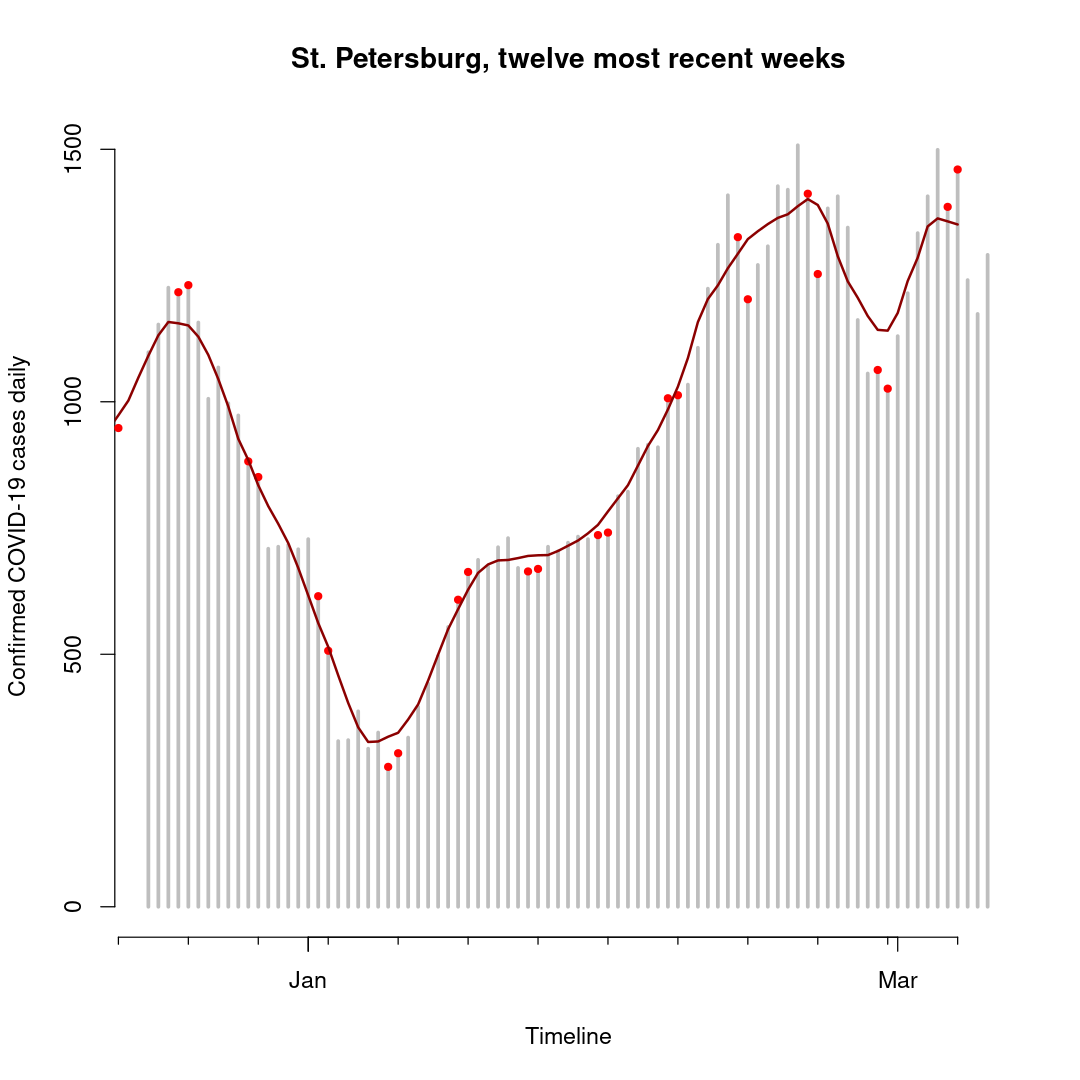 St. Petersburg, twelve most recent weeks
Confirmed COVID-19 cases daily
1500
1000
500
0
Jan
Mar
Timeline